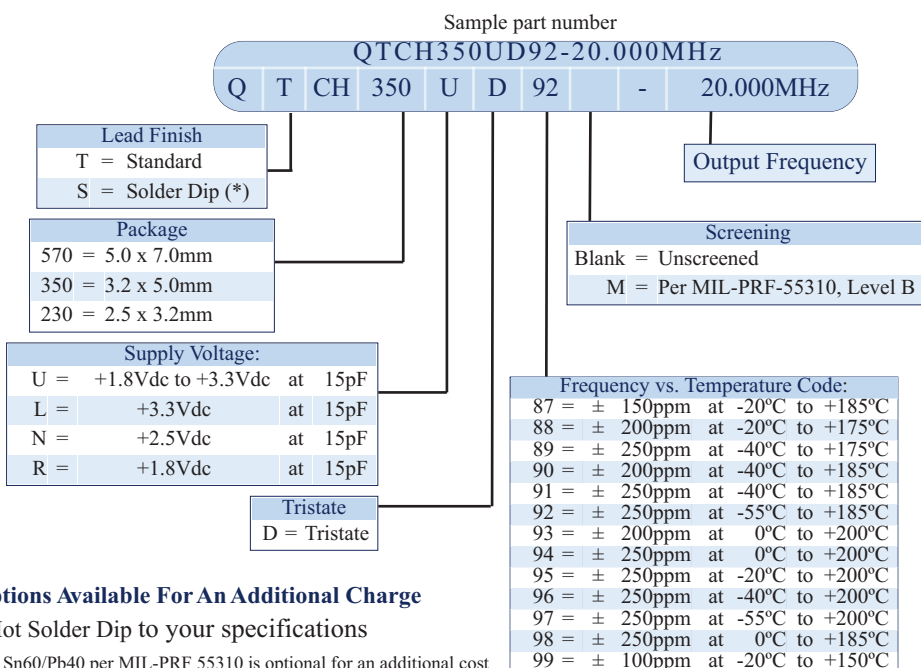 Sample part number
QTCH350UD92-20.000MHz
Q T CH 350 U D 92 - 20.000MHz
Lead Finish
T = Standard
S = Solder Dip (*)
Output Frequency
Package
570 = 5.0 x 7.0mm
350 = 3.2 x 5.0mm
230 = 2.5 x 3.2mm
Screening
Blank = Unscreened
M = Per MIL-PRF-55310, Level B
Supply Voltage:
U = +1.8Vdc to +3.3Vdc at 15pF
L = +3.3Vdc at 15pF
N = +2.5Vdc at 15pF
R = +1.8Vdc at 15pF
Tristate
D = Tristate
Frequency vs. Temperature Code:
87 = ± 150ppm at -20ºC to +185ºC
88 = ± 200ppm at -20ºC to +175ºC
89 = ± 250ppm at -40ºC to +175ºC
90 = ± 200ppm at -40ºC to +185ºC
91 = ± 250ppm at -40ºC to +185ºC
92 = ± 250ppm at -55ºC to +185ºC
93 = ± 200ppm at 0ºC to +200ºC
94 = ± 250ppm at 0ºC to +200ºC
95 = ± 250ppm at -20ºC to +200ºC
96 = ± 250ppm at -40ºC to +200ºC
97 = ± 250ppm at -55ºC to +200ºC
98 = ± 250ppm at 0ºC to +185ºC
99 = ± 100ppm at -20ºC to +150ºC
ptions Available For An Additional Charge
Hot Solder Dip to your specifications
Sn60/Pb40 per MIL-PRF 55310 is optional for an additional cost